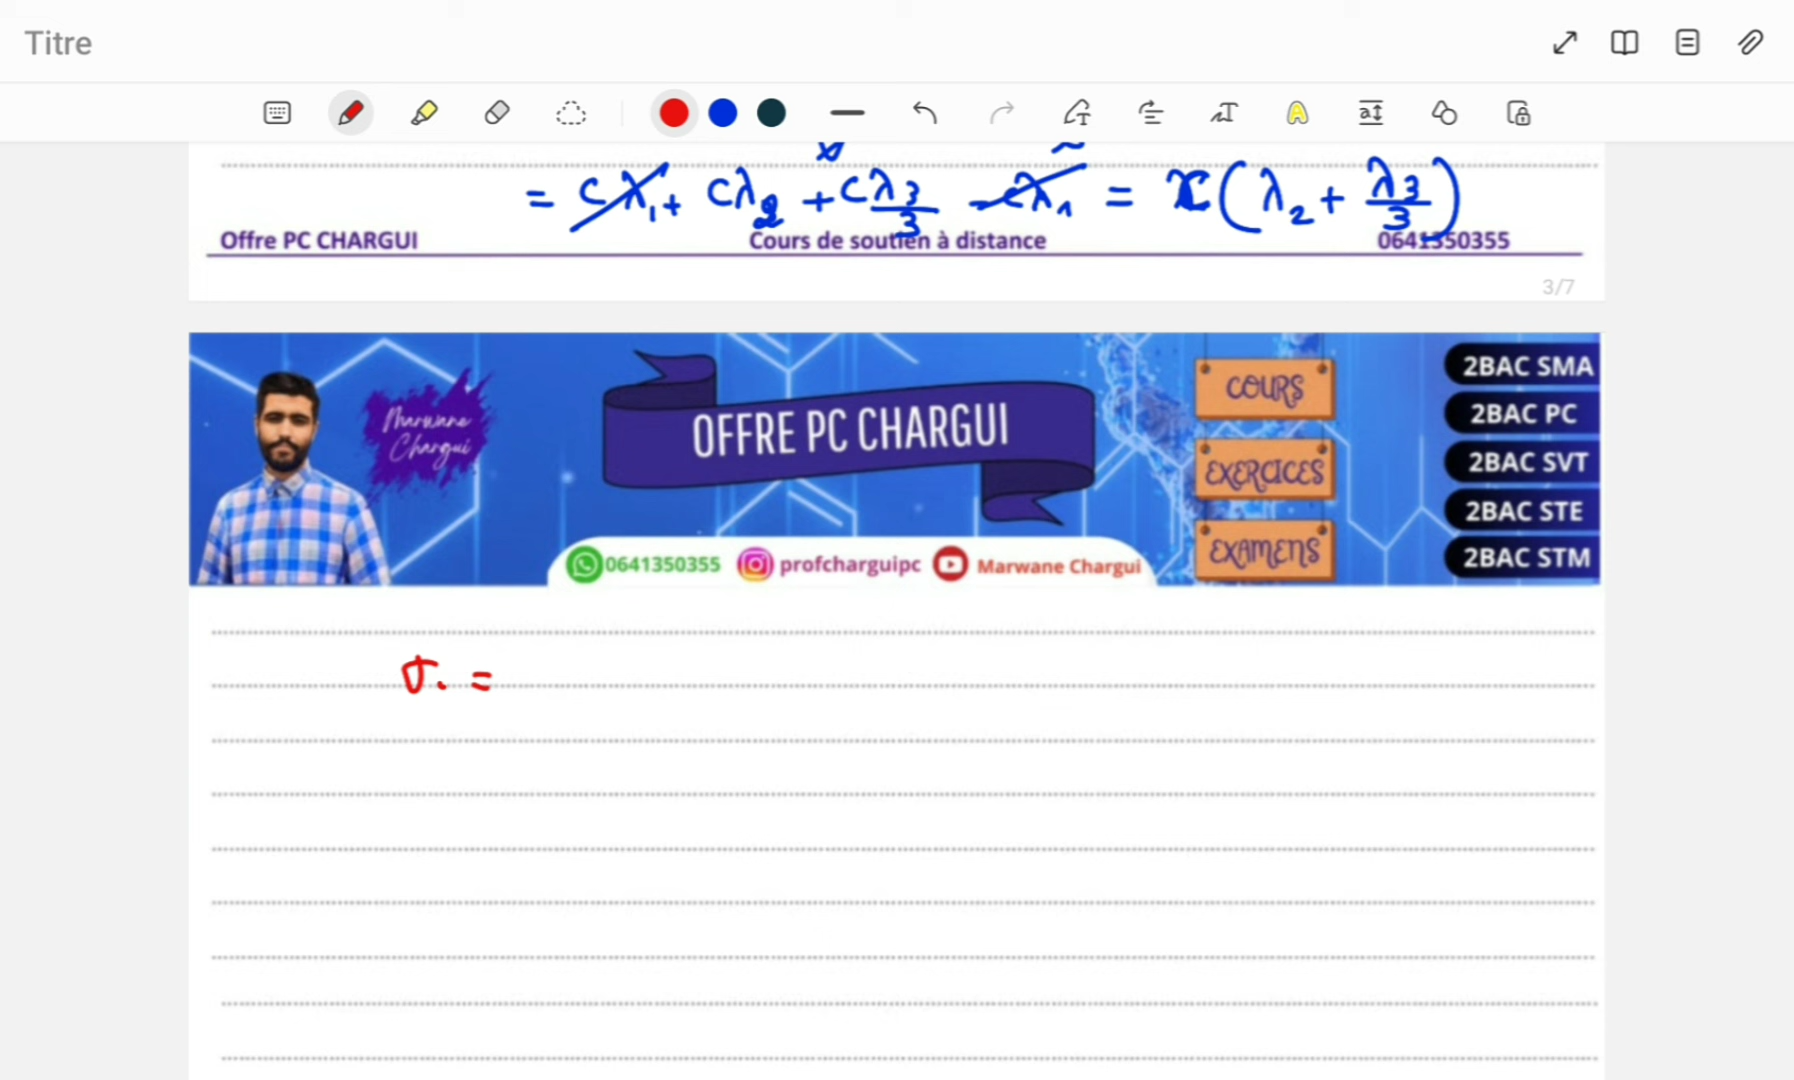 Titre
= Cλ₁ + Cλ₂ + Cλ₃/3 - Cλ₁ = C(λ₂ + λ₃/3)
Offre PC CHARGUI Cours de soutien à distance 0641350355
3/7
Marwane
Chargui
OFFRE PC CHARGUI
COURS
EXERCICES
EXAMENS
2BAC SMA
2BAC PC
2BAC SVT
2BAC STE
2BAC STM
0641350355 profcharguipc Marwane Chargui
σ. =